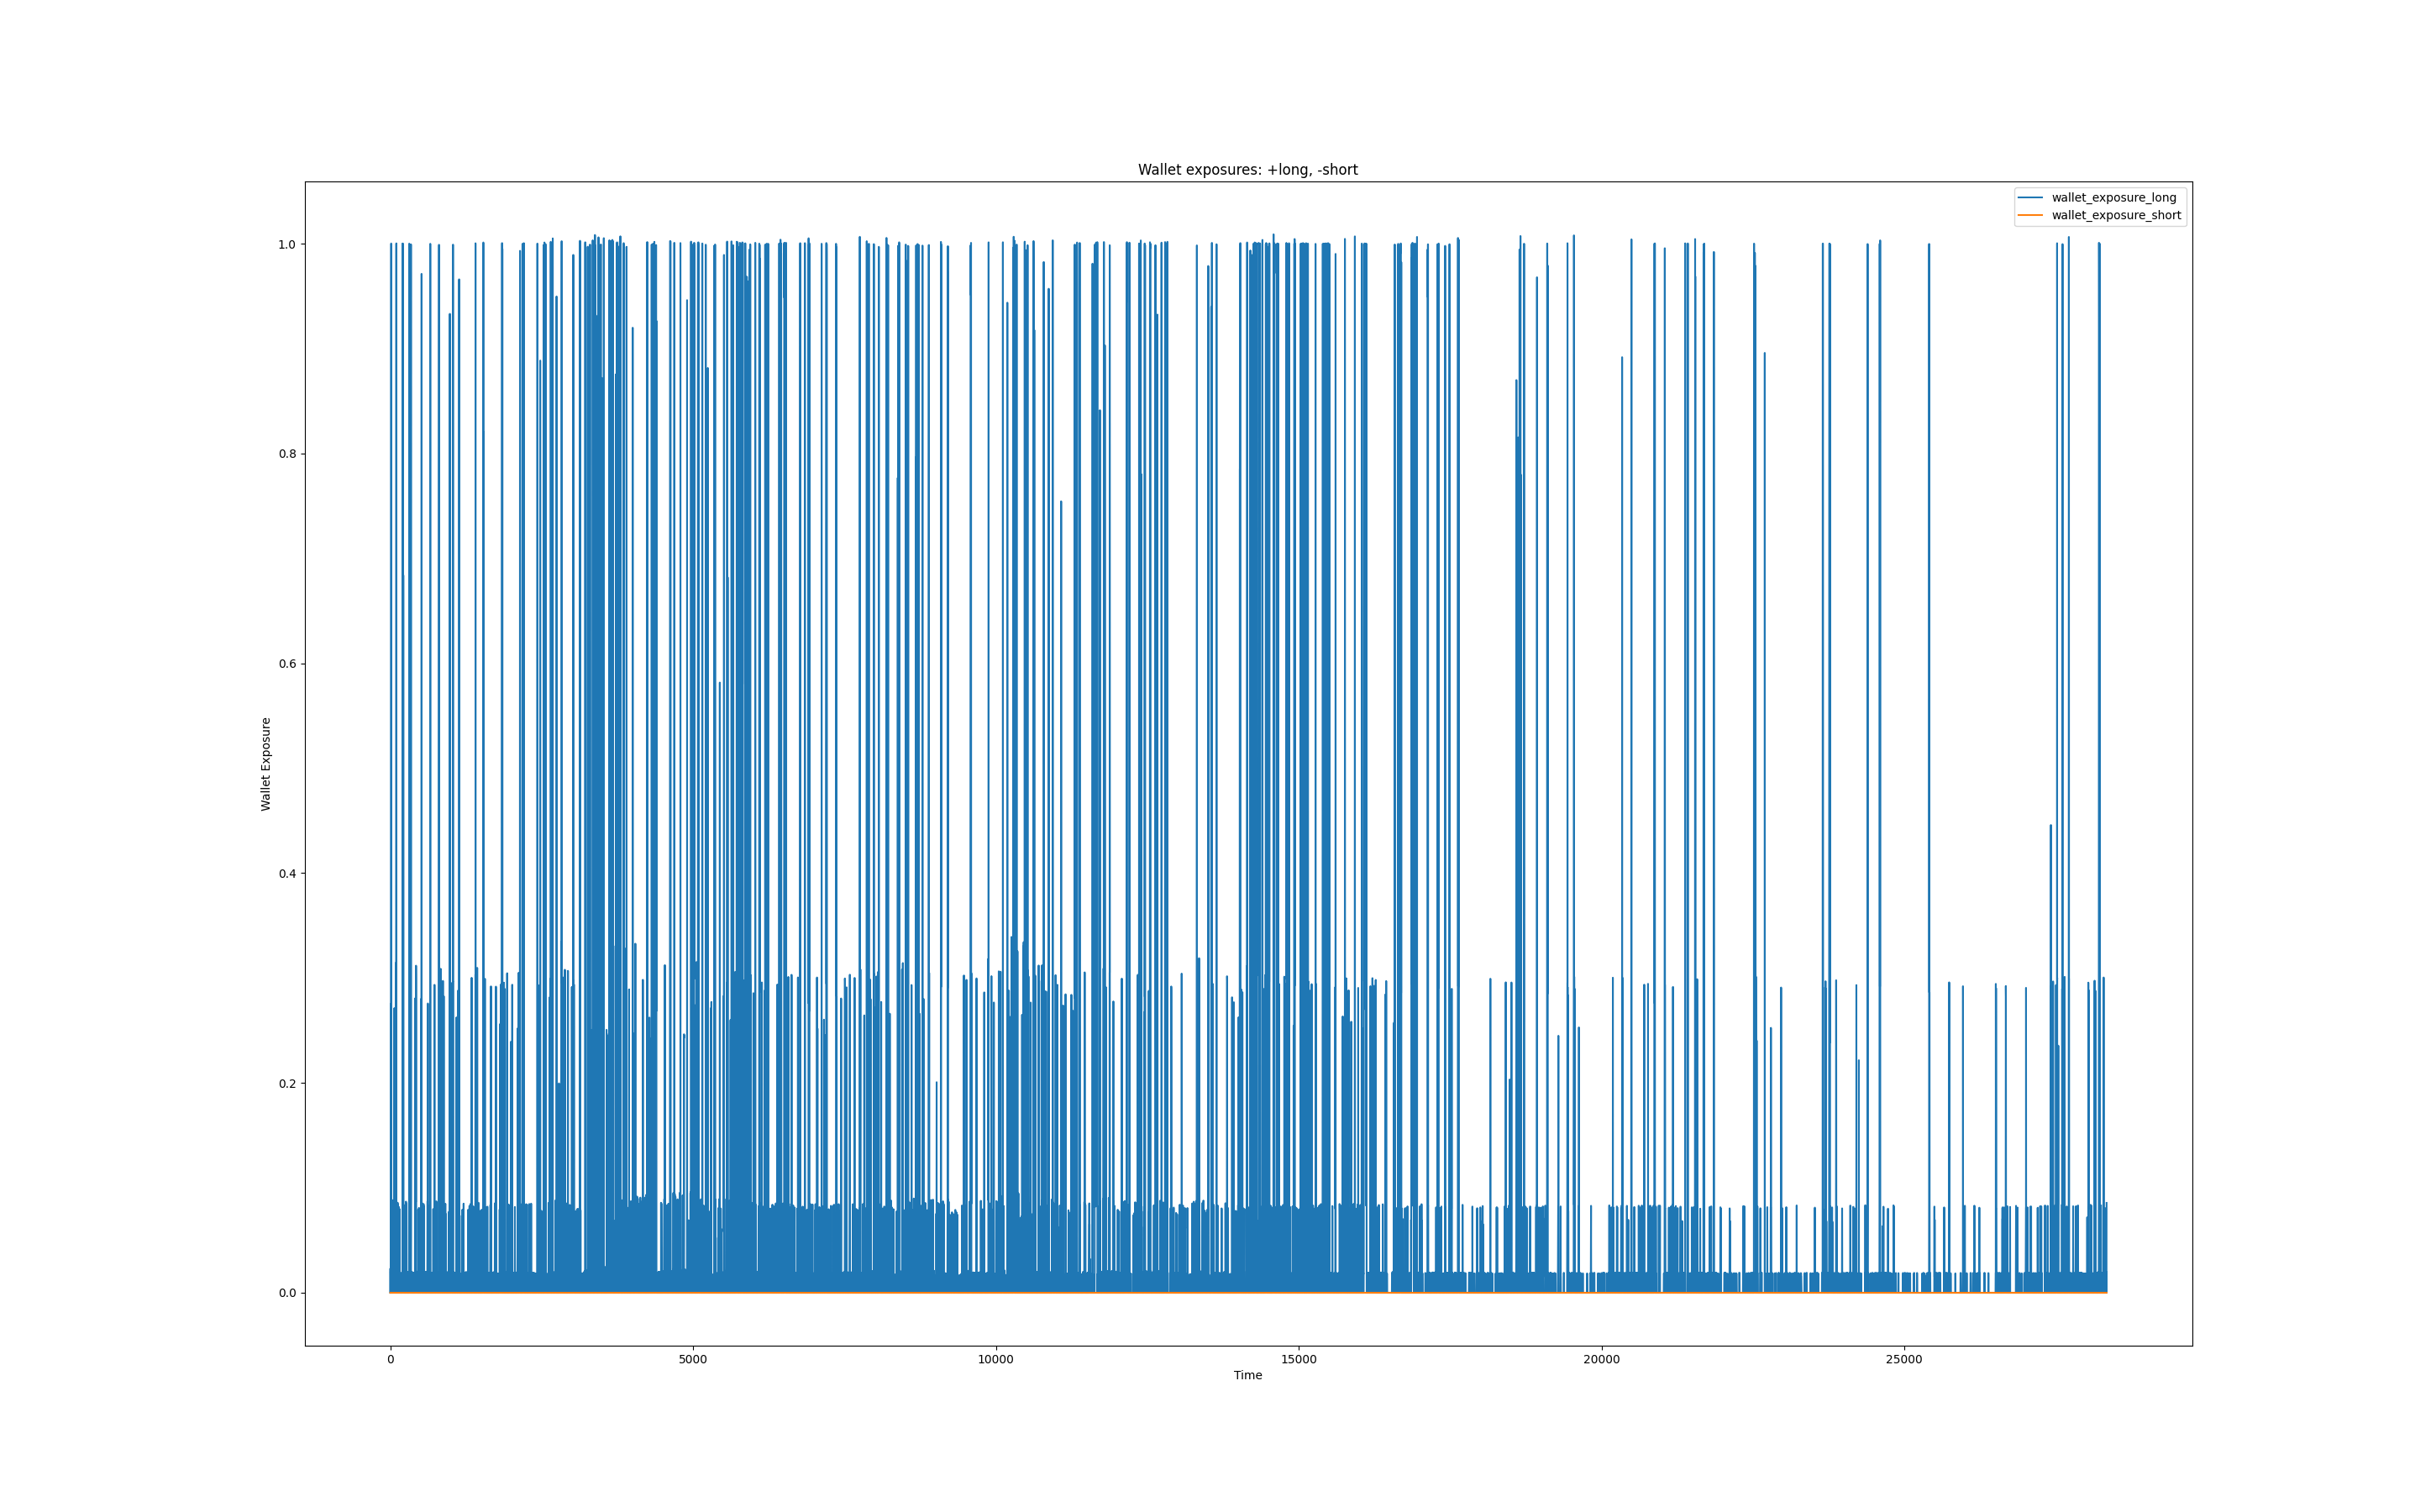 Wallet exposures: +long, -short
wallet_exposure_long
wallet_exposure_short
1.0
0.8
0.6
0.4
0.2
0.0
Wallet Exposure
0
5000
10000
15000
20000
25000
Time